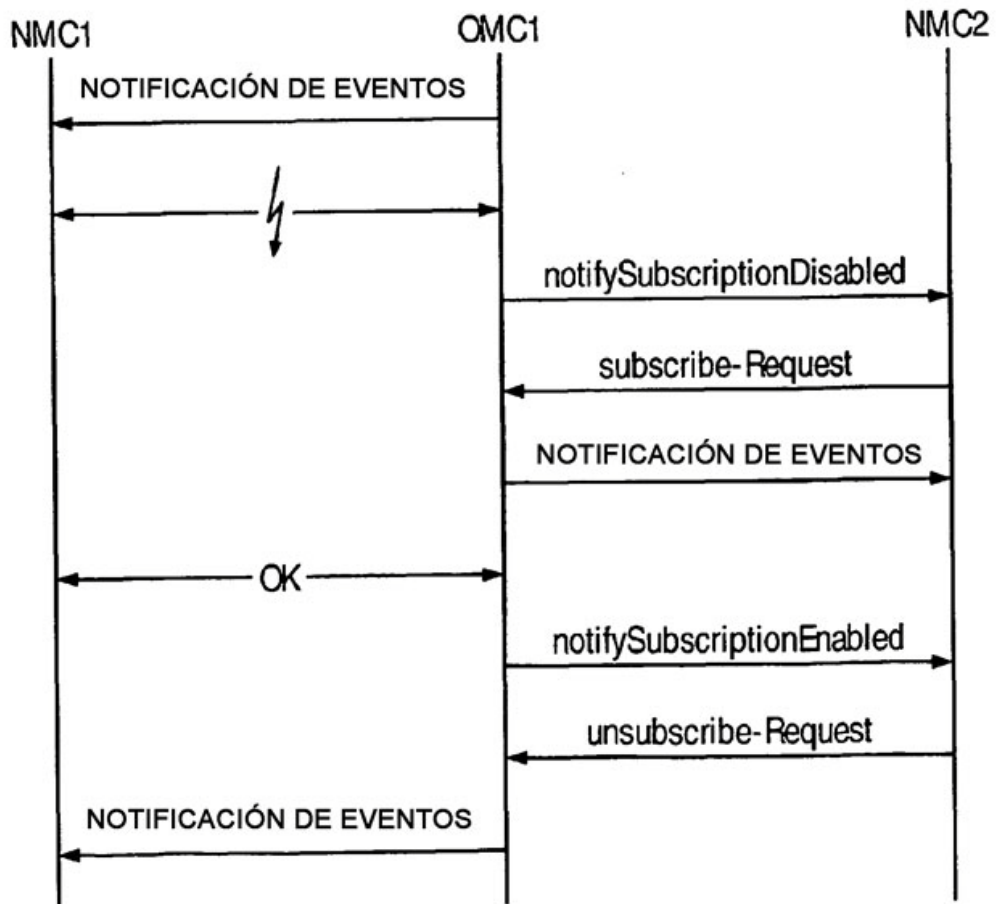 NMC1
OMC1
NMC2
NOTIFICACIÓN DE EVENTOS
notifySubscriptionDisabled
subscribe-Request
NOTIFICACIÓN DE EVENTOS
OK
notifySubscriptionEnabled
unsubscribe-Request
NOTIFICACIÓN DE EVENTOS